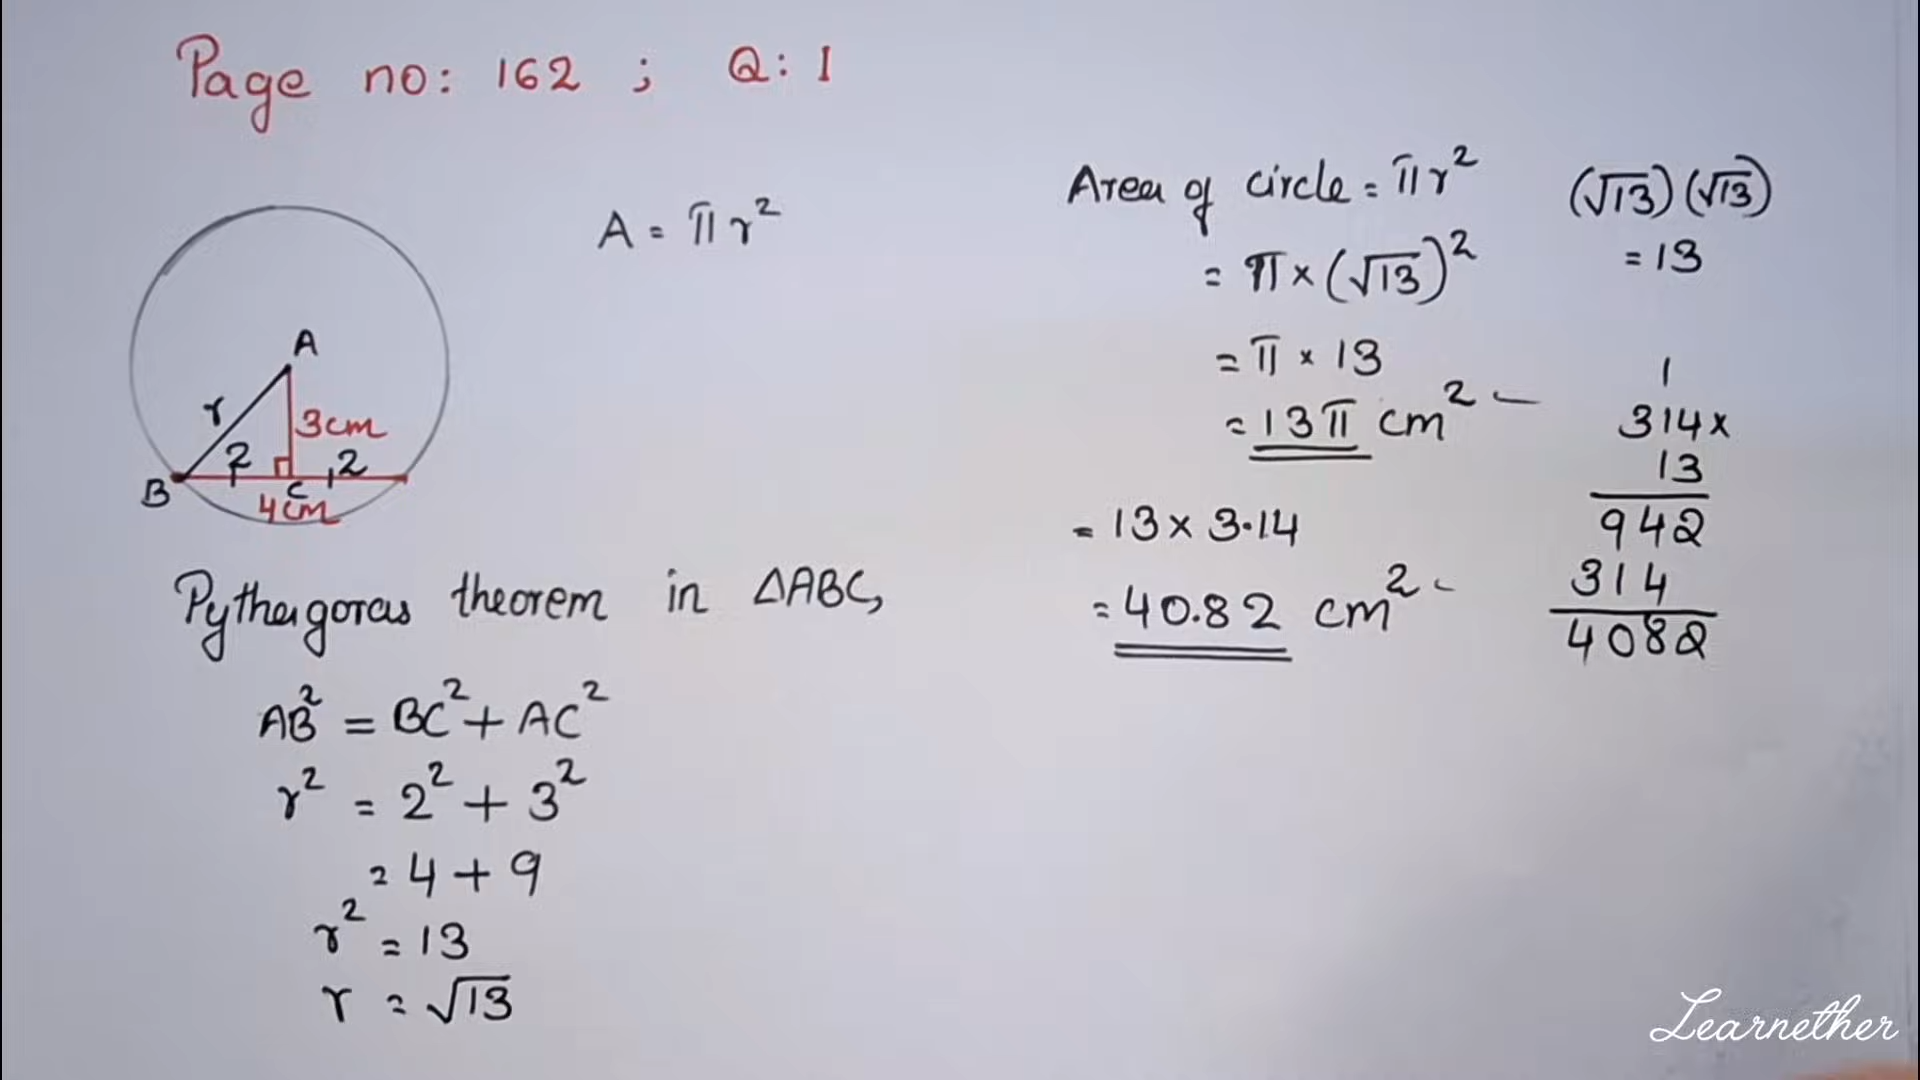 Page no: 162 ; Q: 1
A = πr²
A
r
3cm
2
2
B
C
4cm
Pythagoras theorem in △ABC,
AB² = BC² + AC²
r² = 2² + 3²
= 4 + 9
r² = 13
r = √13
Area of circle = πr²
= π × (√13)²
= π × 13
= 13π cm²
= 13 × 3.14
= 40.82 cm²
(√13)(√13)
= 13
1
314 ×
13
942
314
4082
Learnether